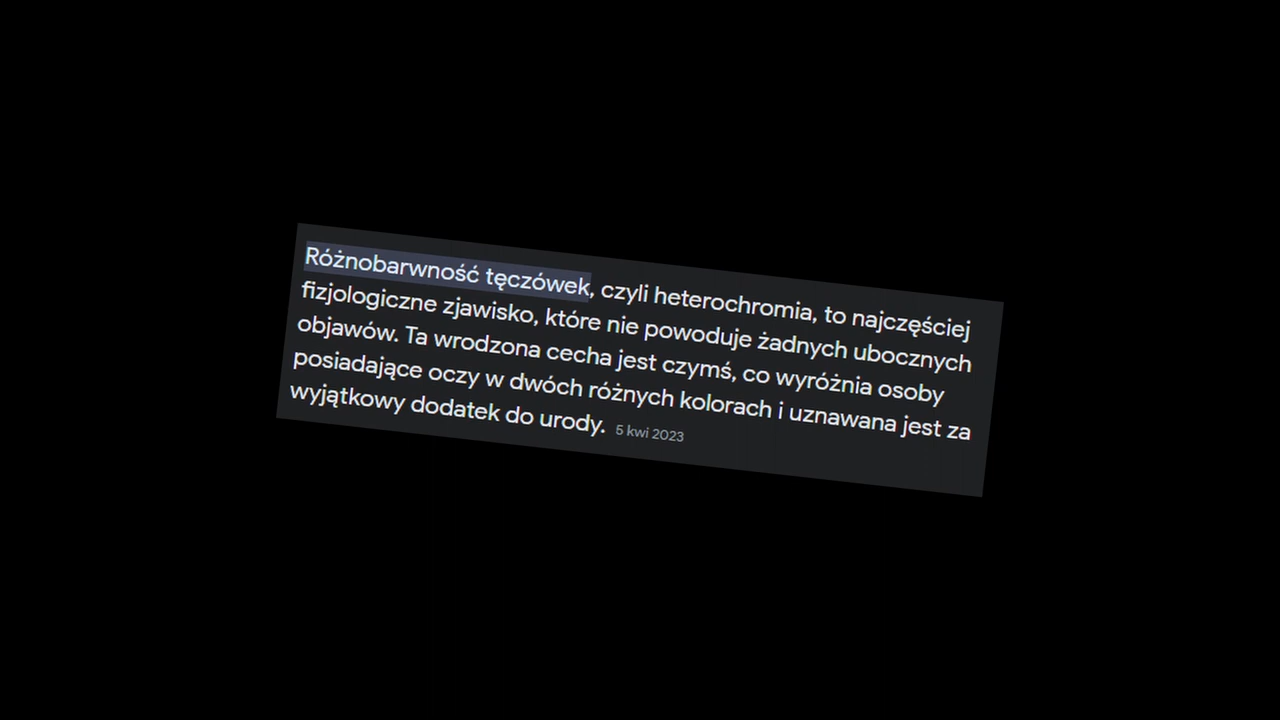 Różnobarwność tęczówek, czyli heterochromia, to najczęściej
fizjologiczne zjawisko, które nie powoduje żadnych ubocznych
objawów. Ta wrodzona cecha jest czymś, co wyróżnia osoby
posiadające oczy w dwóch różnych kolorach i uznawana jest za
wyjątkowy dodatek do urody. 5 kwi 2023